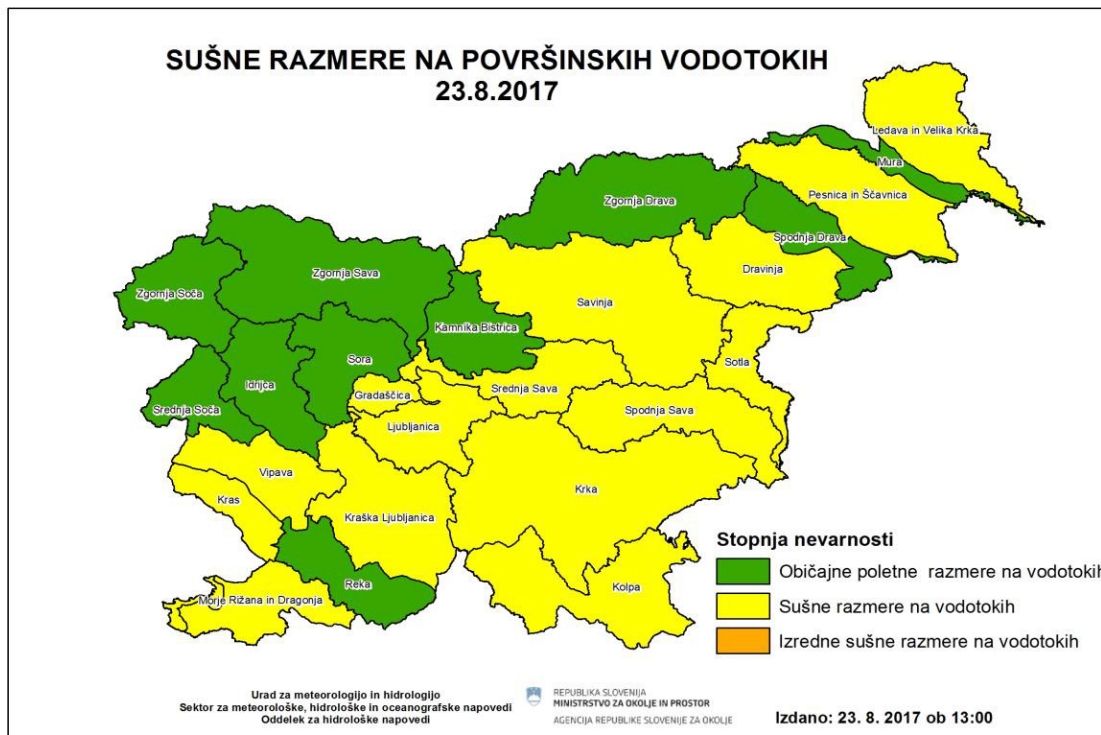 SUŠNE RAZMERE NA POVRŠINSKIH VODOTOKIH
23.8.2017
Ledava in Velika Krka
Mura
Pesnica in Ščavnica
Zgornja Drava
Spodnja Drava
Dravinja
Zgornja Sava
Zgornja Soča
Savinja
Kamnika Bistrica
Sora
Sotla
Idrijca
Srednja Sava
Gradaščica
Srednja Soča
Spodnja Sava
Ljubljanica
Vipava
Krka
Kras
Kraška Ljubljanica
Reka
Kolpa
Morje Rižana in Dragonja
Stopnja nevarnosti
Običajne poletne razmere na vodotokih
Sušne razmere na vodotokih
Izredne sušne razmere na vodotokih
Urad za meteorologijo in hidrologijo
Sektor za meteorološke, hidrološke in oceanografske napovedi
Oddelek za hidrološke napovedi
REPUBLIKA SLOVENIJA
MINISTRSTVO ZA OKOLJE IN PROSTOR
AGENCIJA REPUBLIKE SLOVENIJE ZA OKOLJE
Izdano: 23. 8. 2017 ob 13:00